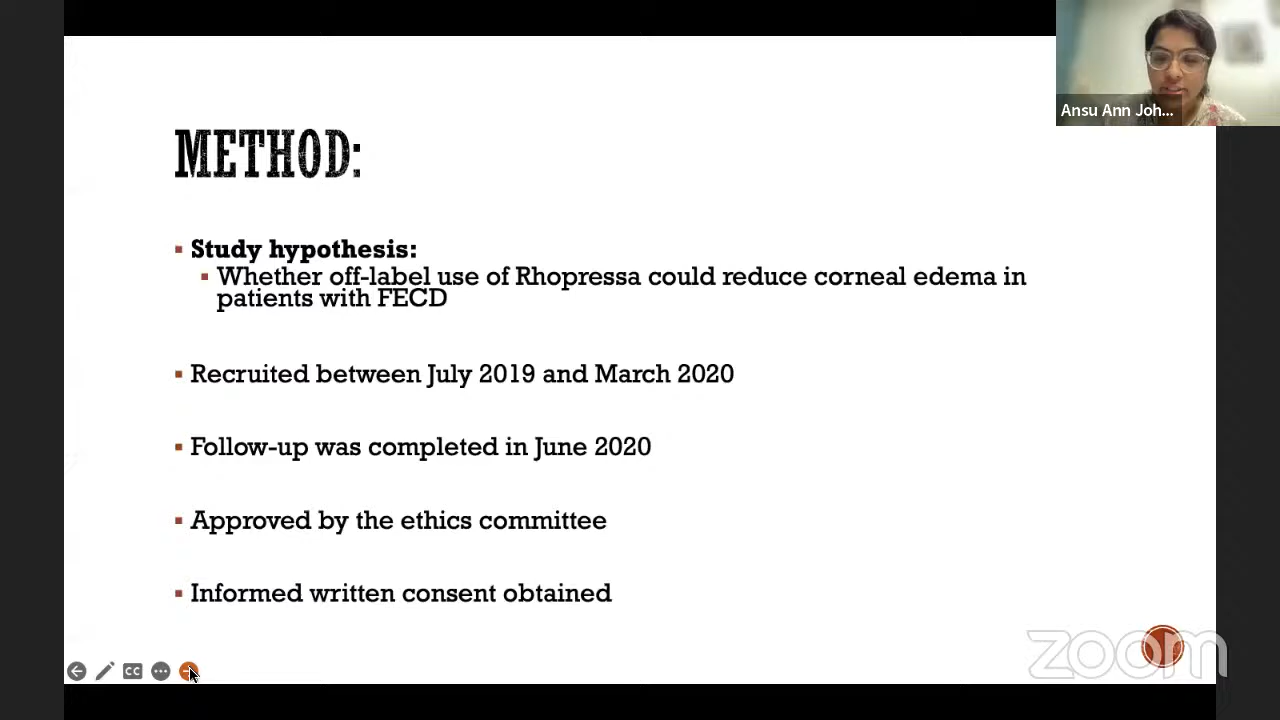 Ansu Ann Joh...
METHOD:
▪ Study hypothesis:
▪ Whether off-label use of Rhopressa could reduce corneal edema in
patients with FECD
▪ Recruited between July 2019 and March 2020
▪ Follow-up was completed in June 2020
▪ Approved by the ethics committee
▪ Informed written consent obtained
CC
zoom